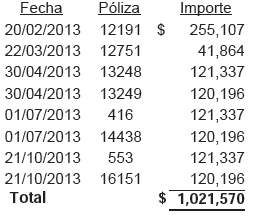 Fecha Póliza Importe
20/02/2013 12191 $ 255,107
22/03/2013 12751 41,864
30/04/2013 13248 121,337
30/04/2013 13249 120,196
01/07/2013 416 121,337
01/07/2013 14438 120,196
21/10/2013 553 121,337
21/10/2013 16151 120,196
Total $ 1,021,570